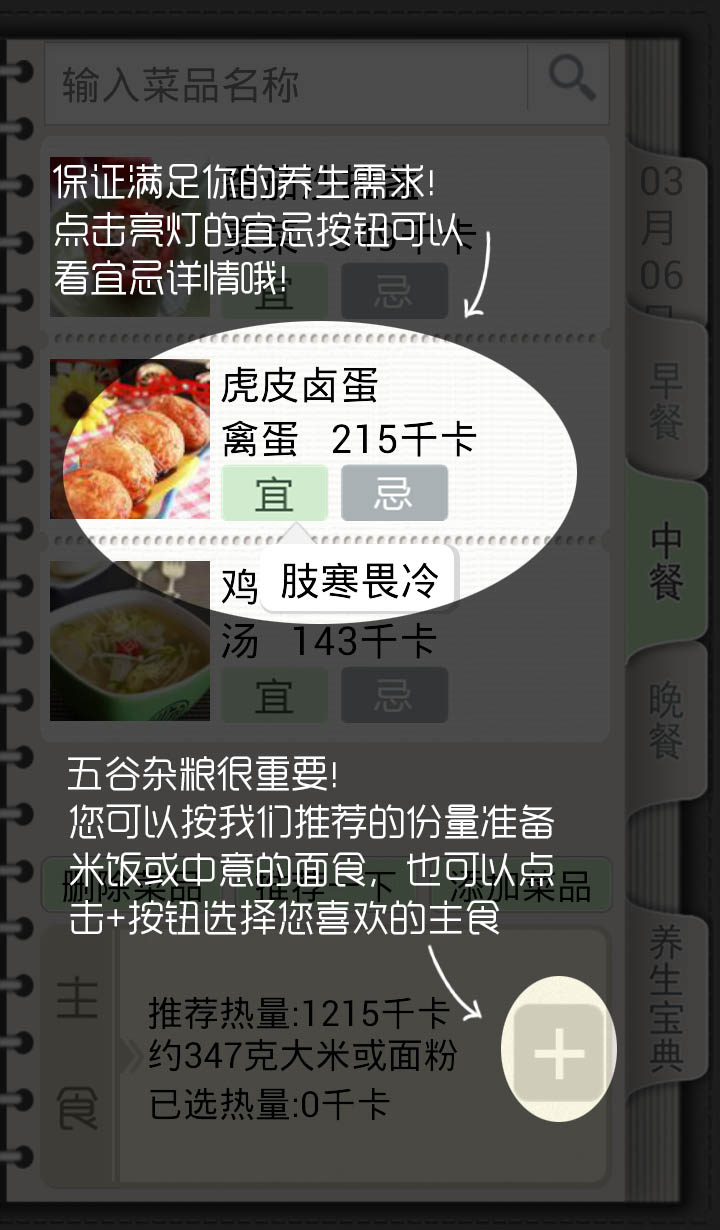 输入菜品名称
保证满足你的养生需求!
点击亮灯的宜忌按钮可以
看宜忌详情哦!
宜 忌
虎皮卤蛋
禽蛋 215千卡
宜 忌
肢寒畏冷
鸡
汤 143千卡
宜 忌
五谷杂粮很重要!
您可以按我们推荐的份量准备
米饭或中意的面食，也可以点
击+按钮选择您喜欢的主食
删除菜品 推荐一下 添加菜品
主食
推荐热量:1215千卡
约347克大米或面粉
已选热量:0千卡
+
03
月
06
日
早餐
中餐
晚餐
养生宝典